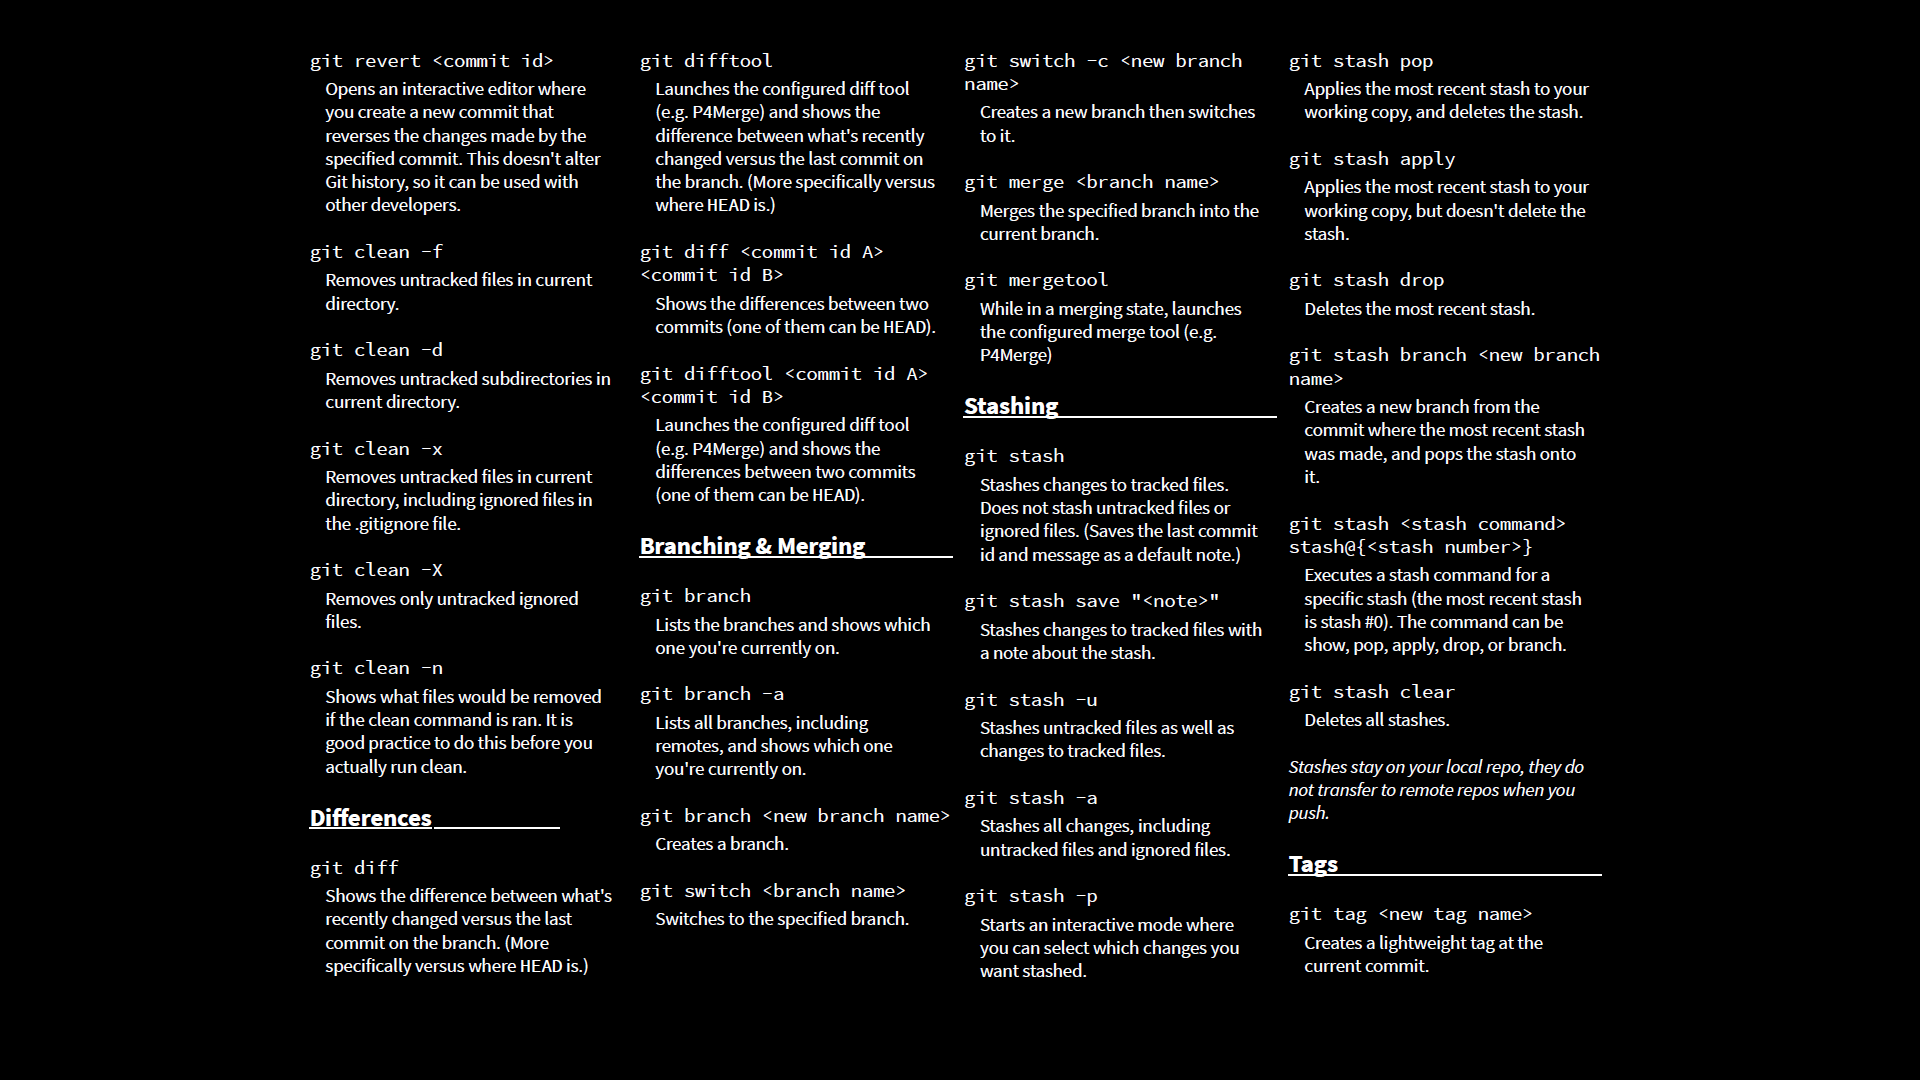 git revert <commit id>
Opens an interactive editor where
you create a new commit that
reverses the changes made by the
specified commit. This doesn't alter
Git history, so it can be used with
other developers.
git clean -f
Removes untracked files in current
directory.
git clean -d
Removes untracked subdirectories in
current directory.
git clean -x
Removes untracked files in current
directory, including ignored files in
the .gitignore file.
git clean -X
Removes only untracked ignored
files.
git clean -n
Shows what files would be removed
if the clean command is ran. It is
good practice to do this before you
actually run clean.
Differences
git diff
Shows the difference between what's
recently changed versus the last
commit on the branch. (More
specifically versus where HEAD is.)
git difftool
Launches the configured diff tool
(e.g. P4Merge) and shows the
difference between what's recently
changed versus the last commit on
the branch. (More specifically versus
where HEAD is.)
git diff <commit id A>
<commit id B>
Shows the differences between two
commits (one of them can be HEAD).
git difftool <commit id A>
<commit id B>
Launches the configured diff tool
(e.g. P4Merge) and shows the
differences between two commits
(one of them can be HEAD).
Branching & Merging
git branch
Lists the branches and shows which
one you're currently on.
git branch -a
Lists all branches, including
remotes, and shows which one
you're currently on.
git branch <new branch name>
Creates a branch.
git switch <branch name>
Switches to the specified branch.
git switch -c <new branch
name>
Creates a new branch then switches
to it.
git merge <branch name>
Merges the specified branch into the
current branch.
git mergetool
While in a merging state, launches
the configured merge tool (e.g.
P4Merge)
Stashing
git stash
Stashes changes to tracked files.
Does not stash untracked files or
ignored files. (Saves the last commit
id and message as a default note.)
git stash save "<note>"
Stashes changes to tracked files with
a note about the stash.
git stash -u
Stashes untracked files as well as
changes to tracked files.
git stash -a
Stashes all changes, including
untracked files and ignored files.
git stash -p
Starts an interactive mode where
you can select which changes you
want stashed.
git stash pop
Applies the most recent stash to your
working copy, and deletes the stash.
git stash apply
Applies the most recent stash to your
working copy, but doesn't delete the
stash.
git stash drop
Deletes the most recent stash.
git stash branch <new branch
name>
Creates a new branch from the
commit where the most recent stash
was made, and pops the stash onto
it.
git stash <stash command>
stash@{<stash number>}
Executes a stash command for a
specific stash (the most recent stash
is stash #0). The command can be
show, pop, apply, drop, or branch.
git stash clear
Deletes all stashes.
Stashes stay on your local repo, they do
not transfer to remote repos when you
push.
Tags
git tag <new tag name>
Creates a lightweight tag at the
current commit.